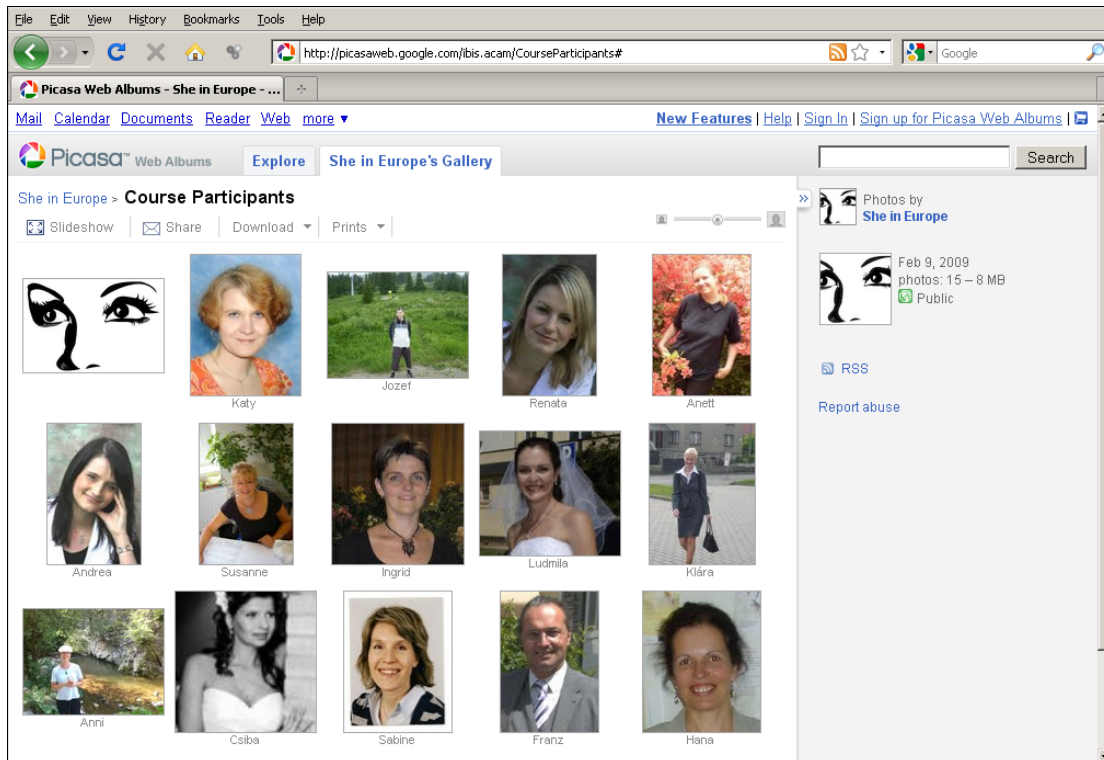 File Edit View History Bookmarks Tools Help
http://picasaweb.google.com/ibis.acam/CourseParticipants#
Google
Picasa Web Albums - She in Europe - ...
Mail Calendar Documents Reader Web more ▼
New Features | Help | Sign In | Sign up for Picasa Web Albums |
Picasa™ Web Albums
Explore
She in Europe's Gallery
Search
She in Europe > Course Participants
Slideshow Share Download Prints
Photos by
She in Europe
Feb 9, 2009
photos: 15 – 8 MB
Public
RSS
Report abuse
Katy
Jozef
Renata
Anett
Andrea
Susanne
Ingrid
Ludmila
Klára
Anni
Csiba
Sabine
Franz
Hana